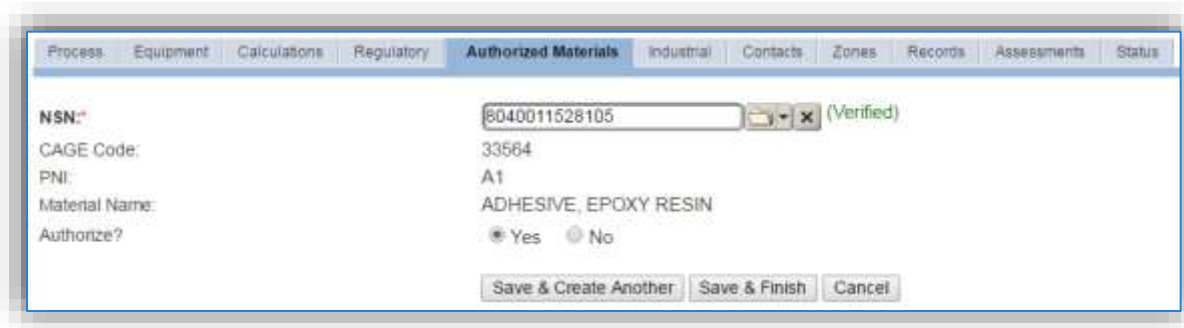 Process Equipment Calculations Regulatory Authorized Materials Industrial Contacts Zones Records Assessments Status
NSN:* 8040011528105 (Verified)
CAGE Code: 33564
PNI: A1
Material Name: ADHESIVE, EPOXY RESIN
Authorize? Yes No
Save & Create Another Save & Finish Cancel